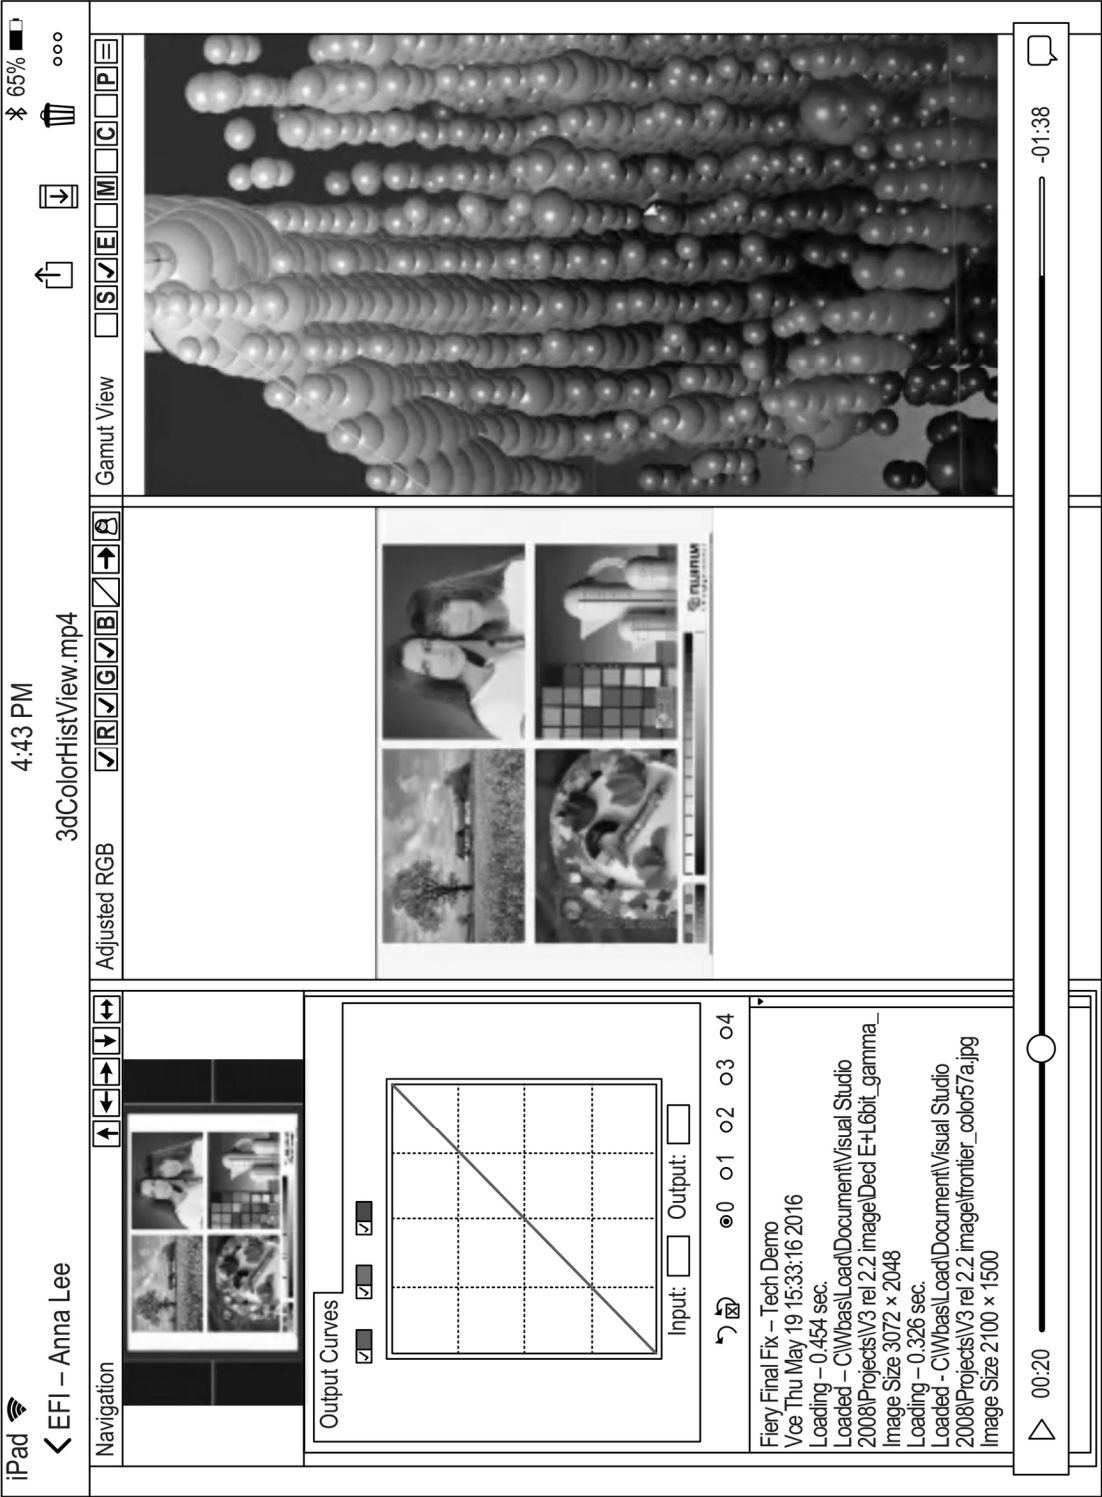 iPad
4:43 PM
65%
EFI – Anna Lee
3dColorHistView.mp4
Navigation
Adjusted RGB
R G B
Gamut View
S E M C P
Output Curves
Input: Output:
0 1 2 3 4
Fiery Final Fix – Tech Demo
Vce Thu May 19 15:33:16 2016
Loading – 0.454 sec.
Loaded – C\Wbas\Load\Document\Visual Studio
2008\Projects\V3 rel 2.2 image\Ded E+L6bit_gamma_
Image Size 3072 × 2048
Loading – 0.326 sec.
Loaded - C\Wbas\Load\Document\Visual Studio
2008\Projects\V3 rel 2.2 image\frontier_color57a.jpg
Image Size 2100 × 1500
00:20
-01:38